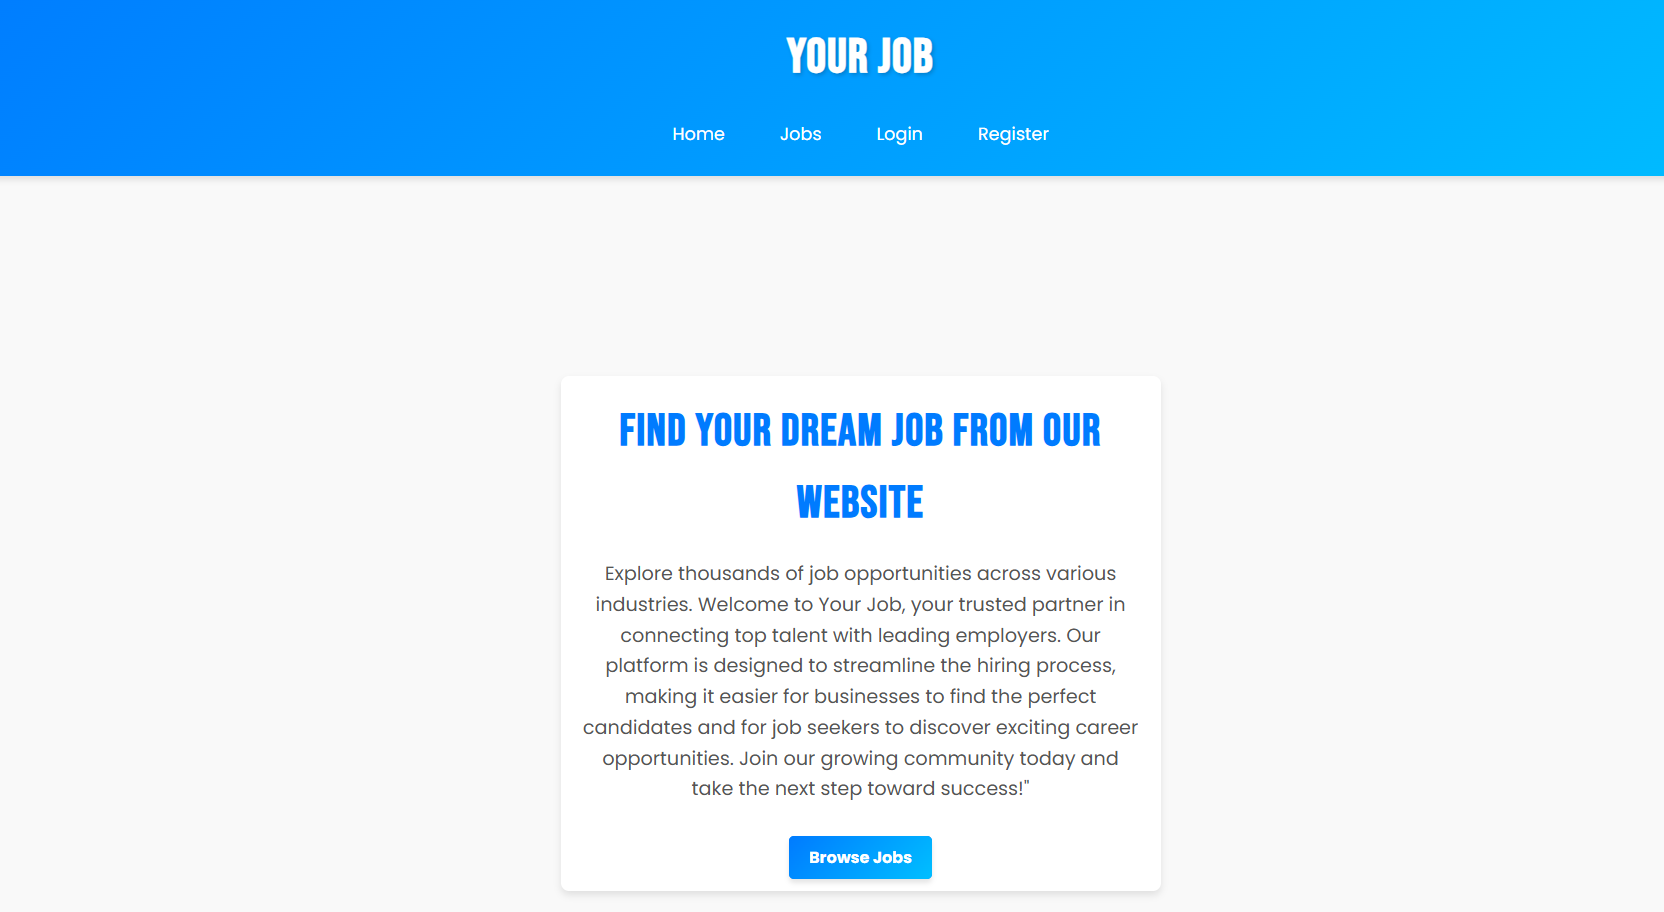 YOUR JOB
Home Jobs Login Register
FIND YOUR DREAM JOB FROM OUR
WEBSITE
Explore thousands of job opportunities across various
industries. Welcome to Your Job, your trusted partner in
connecting top talent with leading employers. Our
platform is designed to streamline the hiring process,
making it easier for businesses to find the perfect
candidates and for job seekers to discover exciting career
opportunities. Join our growing community today and
take the next step toward success!"
Browse Jobs